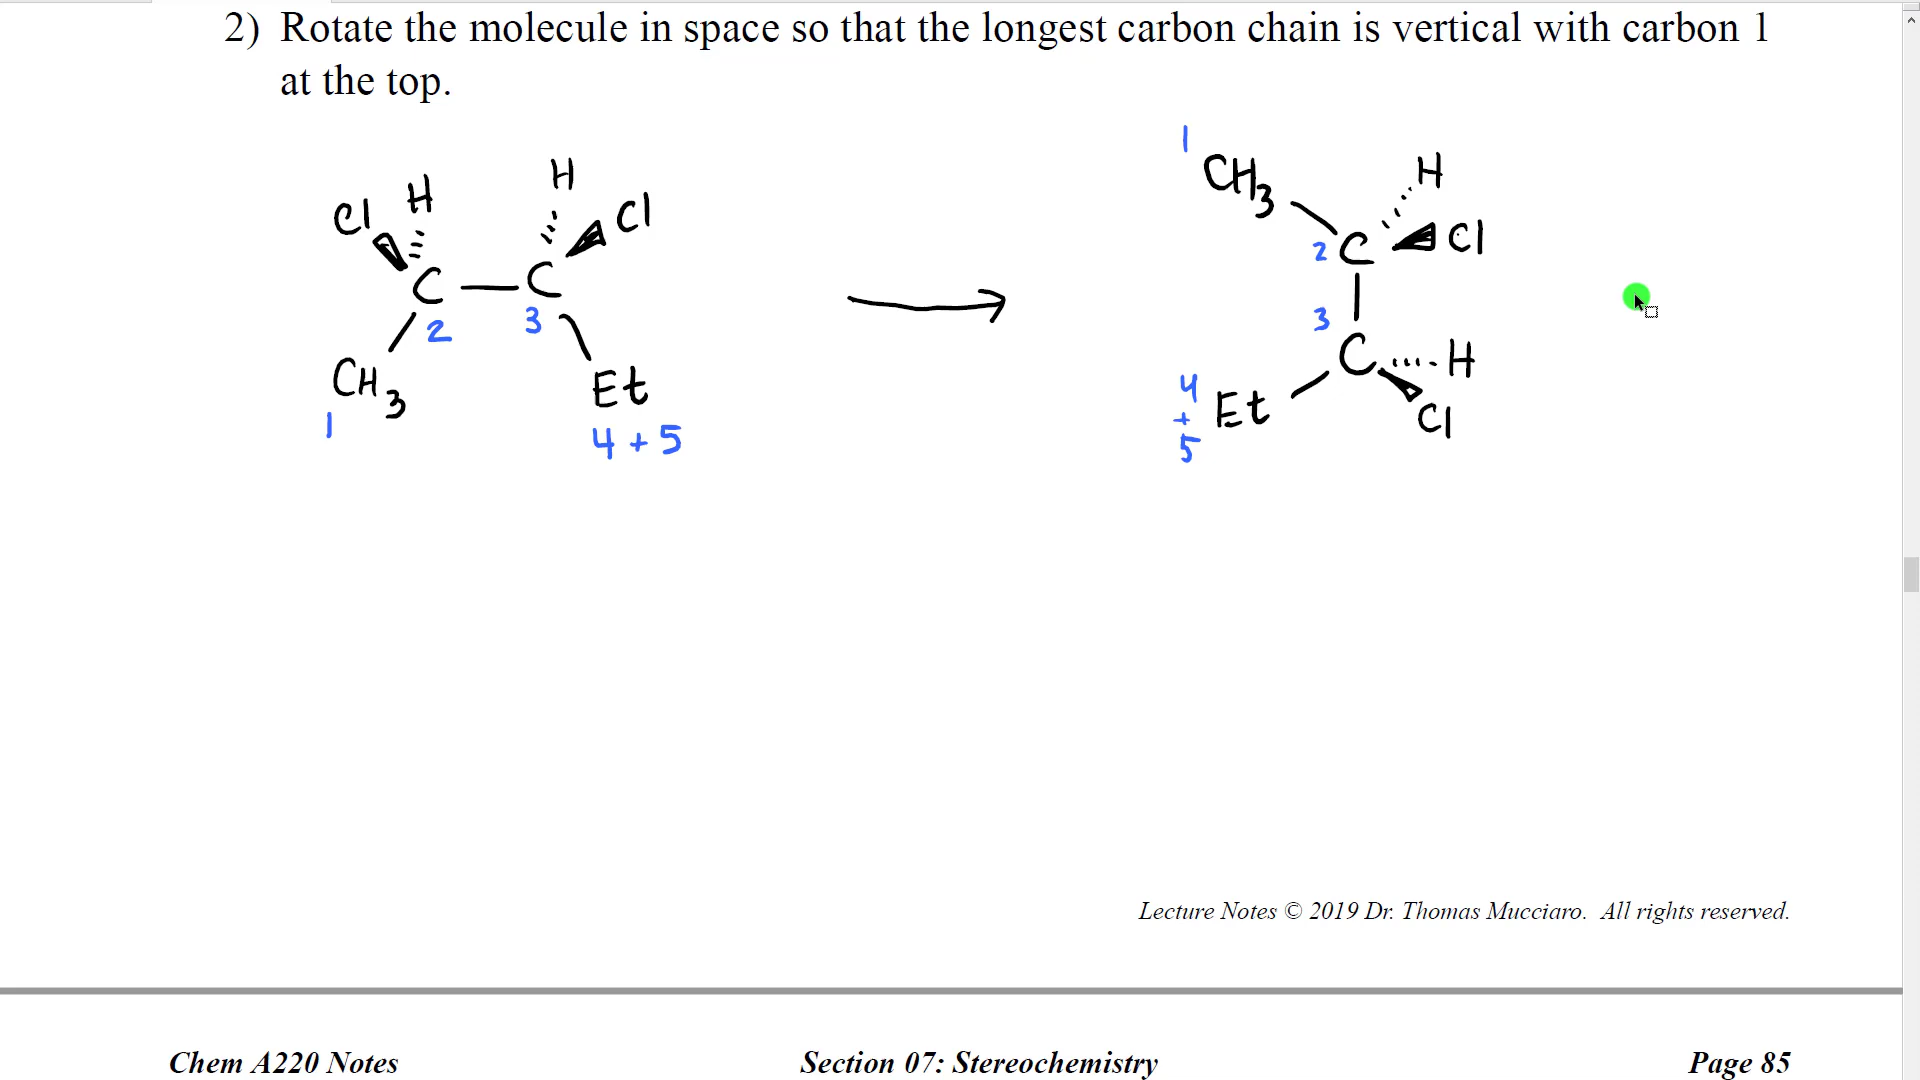 2) Rotate the molecule in space so that the longest carbon chain is vertical with carbon 1
at the top.
Cl H H Cl
C C
2 3
CH3 Et
1 4 + 5
1
CH3 H
2 C Cl
3
C H
4 + 5 Et Cl
Lecture Notes © 2019 Dr. Thomas Mucciaro. All rights reserved.
Chem A220 Notes Section 07: Stereochemistry Page 85